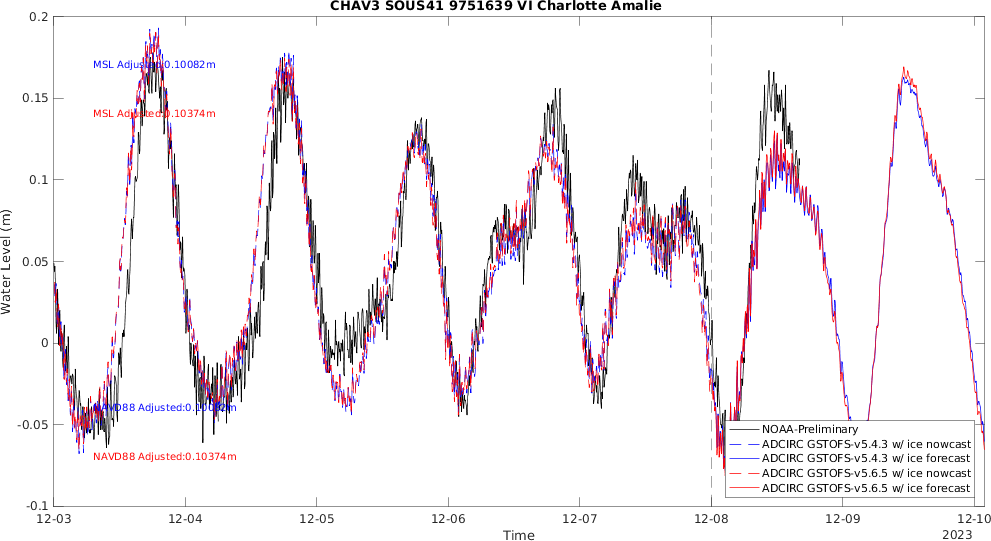 CHAV3 SOUS41 9751639 VI Charlotte Amalie
0.2
MSL Adjusted:0.10082m
0.15
MSL Adjusted:0.10374m
0.1
0.05
Water Level (m)
0
NAVD88 Adjusted:0.10082m
-0.05
NAVD88 Adjusted:0.10374m
-0.1
NOAA-Preliminary
ADCIRC GSTOFS-v5.4.3 w/ ice nowcast
ADCIRC GSTOFS-v5.4.3 w/ ice forecast
ADCIRC GSTOFS-v5.6.5 w/ ice nowcast
ADCIRC GSTOFS-v5.6.5 w/ ice forecast
12-03 12-04 12-05 12-06 12-07 12-08 12-09 12-10
Time
2023